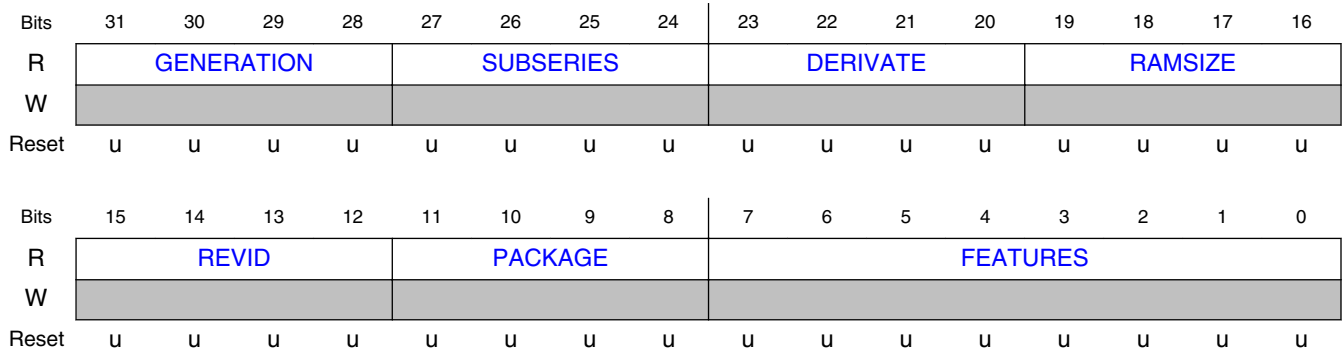 Bits 31 30 29 28 27 26 25 24 23 22 21 20 19 18 17 16
R GENERATION SUBSERIES DERIVATE RAMSIZE
W
Reset u u u u u u u u u u u u u u u u
Bits 15 14 13 12 11 10 9 8 7 6 5 4 3 2 1 0
R REVID PACKAGE FEATURES
W
Reset u u u u u u u u u u u u u u u u